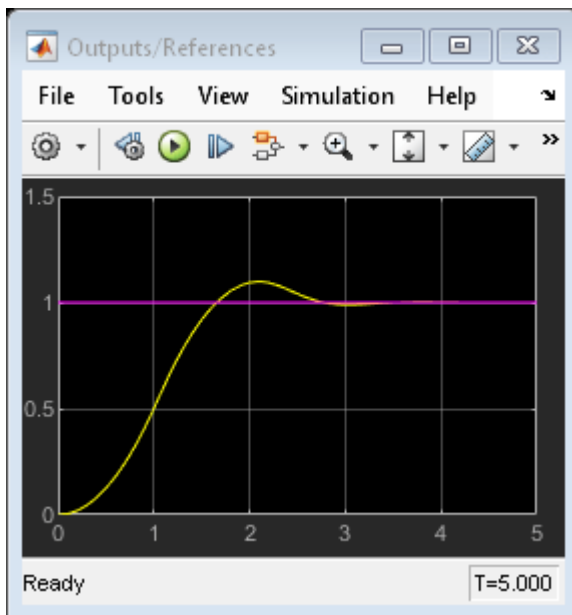 Outputs/References
File Tools View Simulation Help
1.5
1
0.5
0
0 1 2 3 4 5
Ready T=5.000